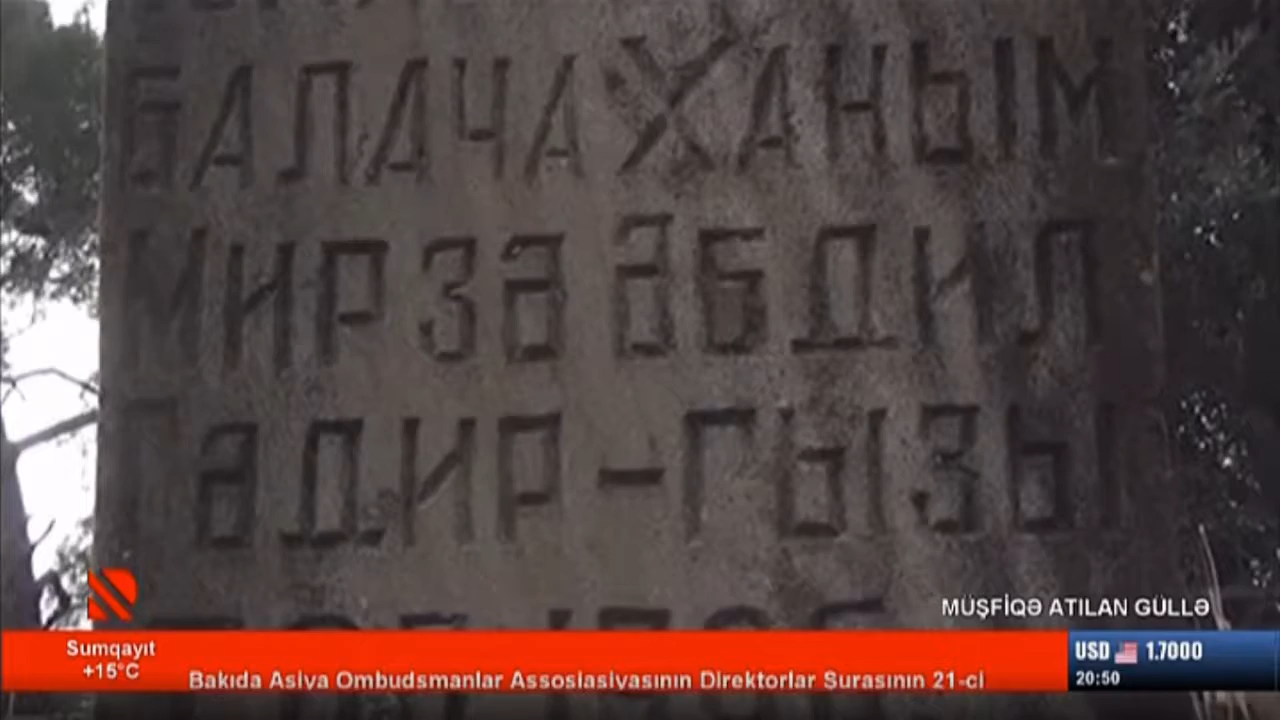 БАЛАЧАХАНЫМ
МИРЗӘ ӘБДИЛ
ГӘДИР-ГЫЗЫ
MÜŞFİQƏ ATILAN GÜLLƏ
Sumqayıt
+15°C
Bakıda Asiya Ombudsmanlar Assosiasiyasının Direktorlar Şurasının 21-ci
USD 1.7000
20:50